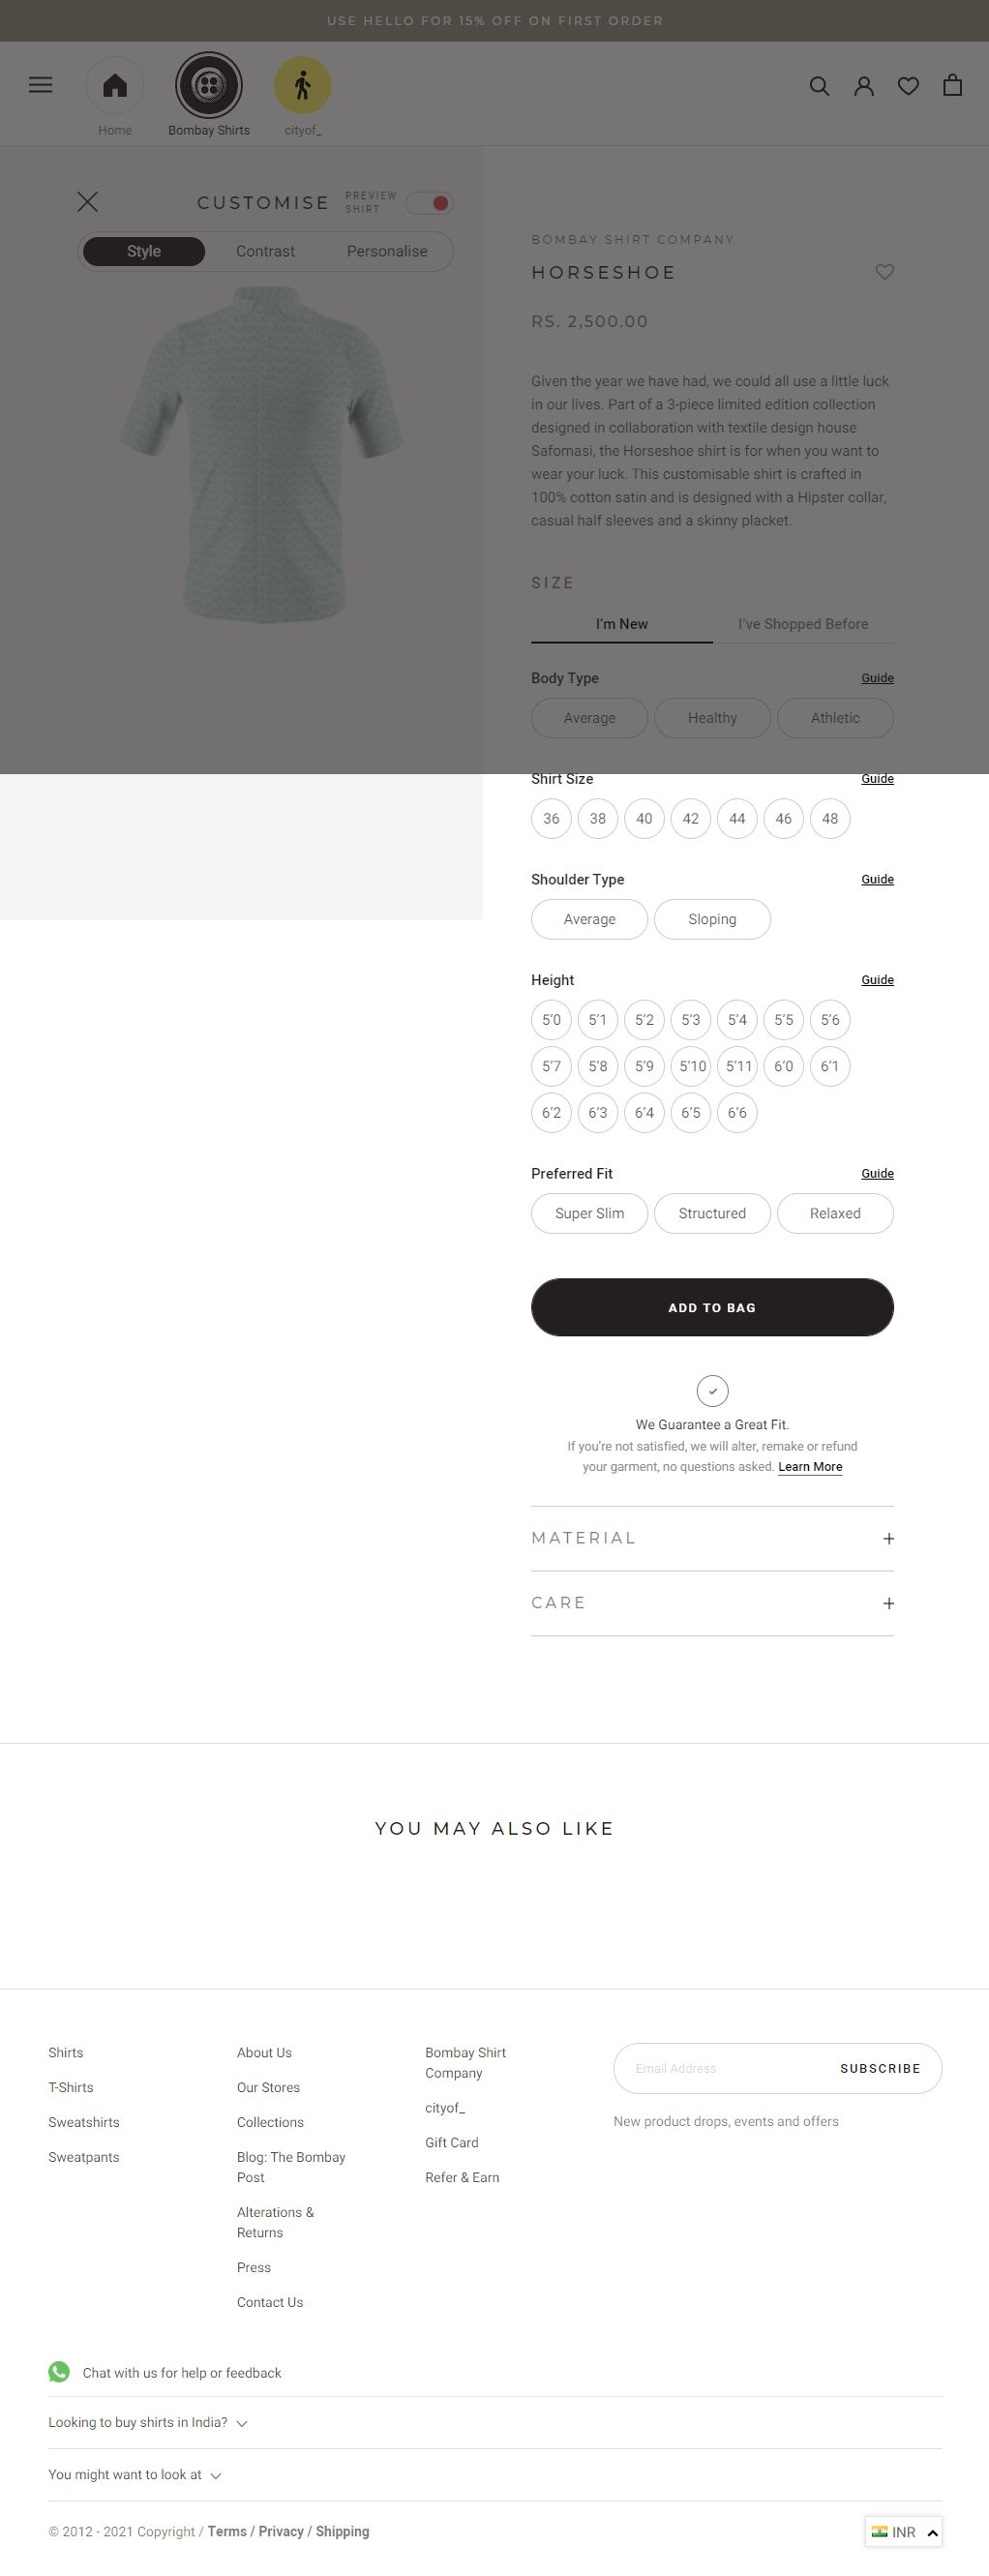 USE HELLO FOR 15% OFF ON FIRST ORDER
Home
Bombay Shirts
cityof_
CUSTOMISE
PREVIEW
SHIRT
Style
Contrast
Personalise
BOMBAY SHIRT COMPANY
HORSESHOE
RS. 2,500.00
Given the year we have had, we could all use a little luck
in our lives. Part of a 3-piece limited edition collection
designed in collaboration with textile design house
Safomasi, the Horseshoe shirt is for when you want to
wear your luck. This customisable shirt is crafted in
100% cotton satin and is designed with a Hipster collar,
casual half sleeves and a skinny placket.
SIZE
I'm New
I've Shopped Before
Body Type
Guide
Average
Healthy
Athletic
Shirt Size
Guide
36 38 40 42 44 46 48
Shoulder Type
Guide
Average
Sloping
Height
Guide
5'0 5'1 5'2 5'3 5'4 5'5 5'6
5'7 5'8 5'9 5'10 5'11 6'0 6'1
6'2 6'3 6'4 6'5 6'6
Preferred Fit
Guide
Super Slim
Structured
Relaxed
ADD TO BAG
We Guarantee a Great Fit.
If you're not satisfied, we will alter, remake or refund
your garment, no questions asked. Learn More
MATERIAL +
CARE +
YOU MAY ALSO LIKE
Shirts
T-Shirts
Sweatshirts
Sweatpants
About Us
Our Stores
Collections
Blog: The Bombay
Post
Alterations &
Returns
Press
Contact Us
Bombay Shirt
Company
cityof_
Gift Card
Refer & Earn
Email Address
SUBSCRIBE
New product drops, events and offers
Chat with us for help or feedback
Looking to buy shirts in India?
You might want to look at
© 2012 - 2021 Copyright / Terms / Privacy / Shipping
INR